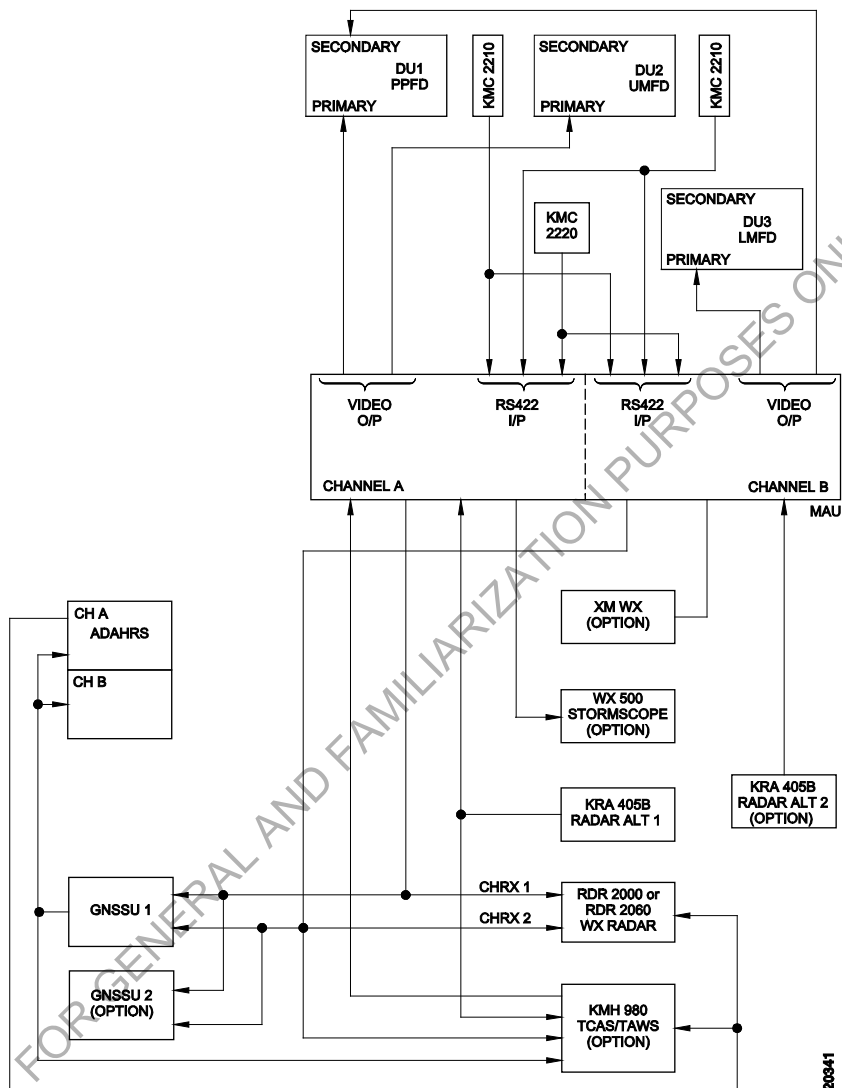 SECONDARY
DU1
PPFD
PRIMARY
KMC 2210
SECONDARY
DU2
UMFD
PRIMARY
KMC 2210
KMC
2220
SECONDARY
DU3
LMFD
PRIMARY
VIDEO
O/P
RS422
I/P
RS422
I/P
VIDEO
O/P
CHANNEL A
CHANNEL B
MAU
CH A
ADAHRS
CH B
XM WX
(OPTION)
WX 500
STORMSCOPE
(OPTION)
KRA 405B
RADAR ALT 1
KRA 405B
RADAR ALT 2
(OPTION)
GNSSU 1
CHRX 1
CHRX 2
RDR 2000 or
RDR 2060
WX RADAR
GNSSU 2
(OPTION)
KMH 980
TCAS/TAWS
(OPTION)
20341
FOR GENERAL AND FAMILIARIZATION PURPOSES